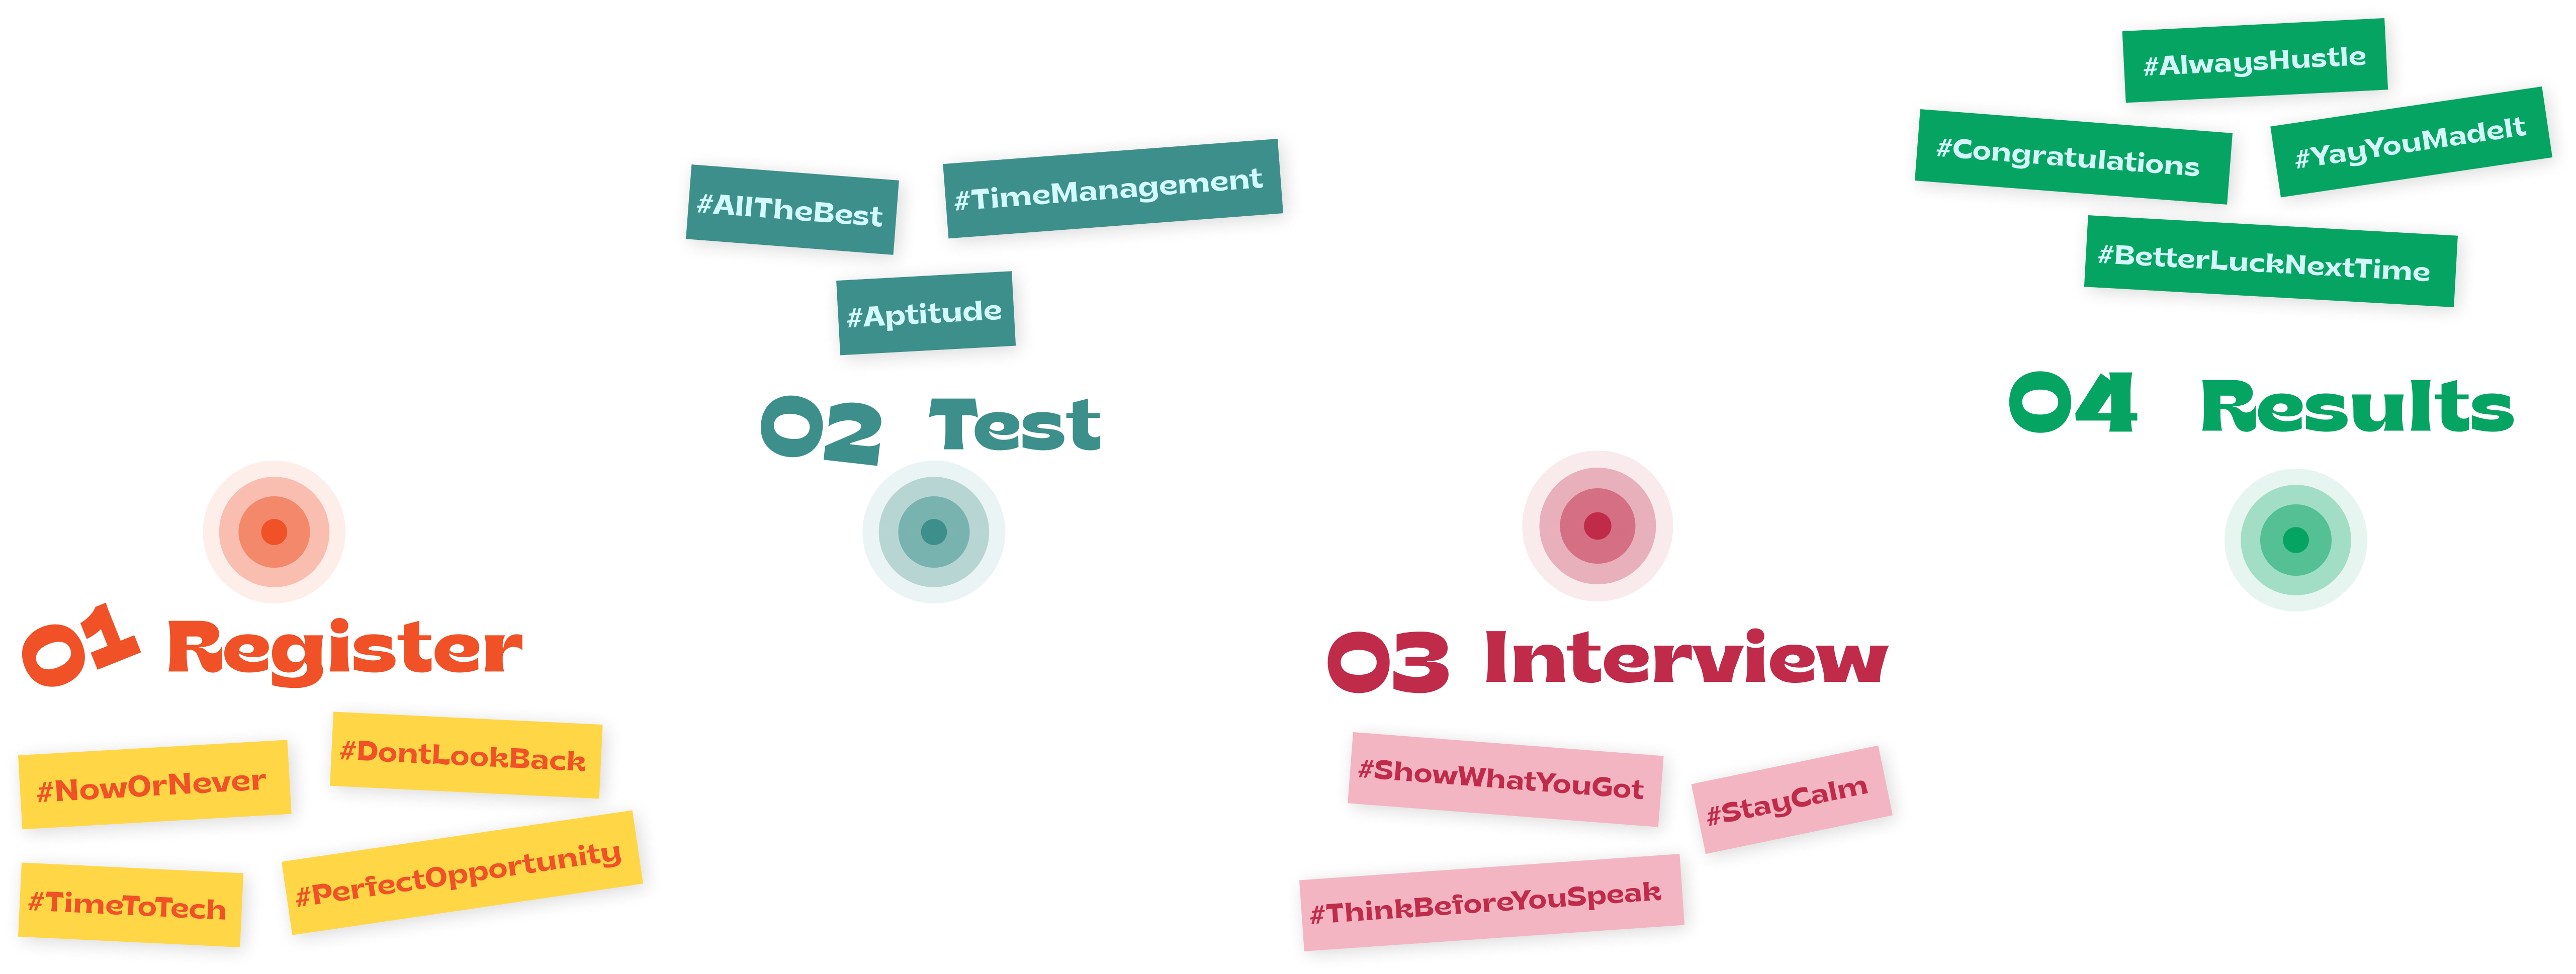 01 Register
#NowOrNever
#DontLookBack
#TimeToTech
#PerfectOpportunity
#AllTheBest
#TimeManagement
#Aptitude
02 Test
03 Interview
#ShowWhatYouGot
#StayCalm
#ThinkBeforeYouSpeak
#AlwaysHustle
#Congratulations
#YayYouMadeIt
#BetterLuckNextTime
04 Results